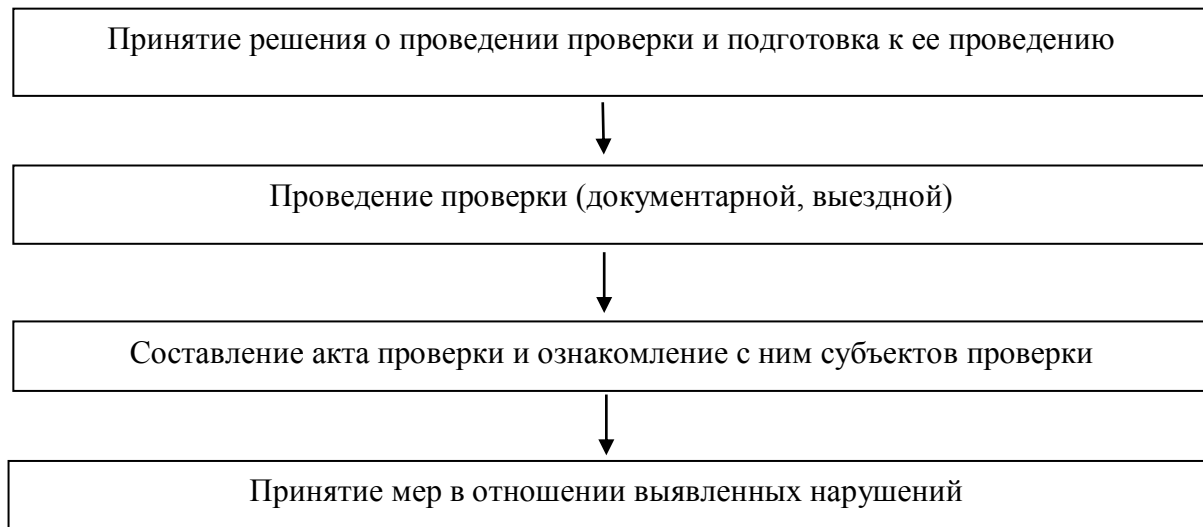 Принятие решения о проведении проверки и подготовка к ее проведению
Проведение проверки (документарной, выездной)
Составление акта проверки и ознакомление с ним субъектов проверки
Принятие мер в отношении выявленных нарушений